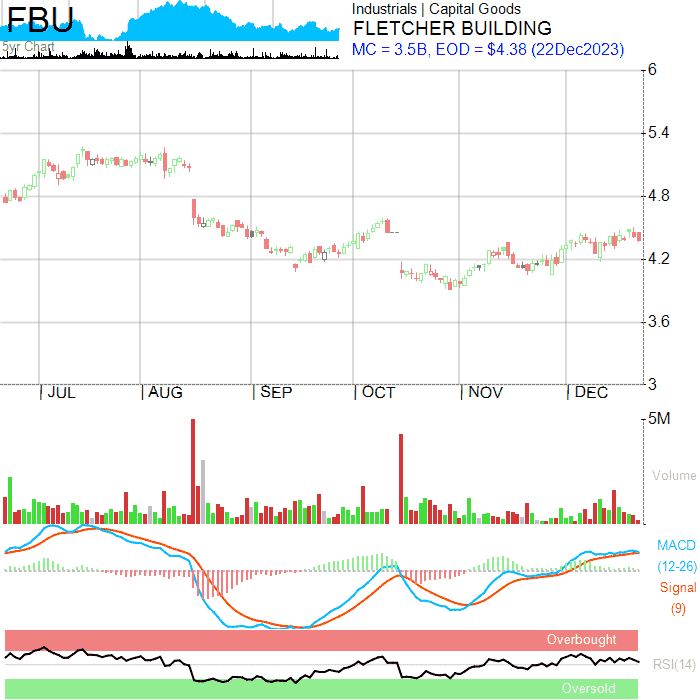 FBU
5yr Chart
Industrials | Capital Goods
FLETCHER BUILDING
MC = 3.5B, EOD = $4.38 (22Dec2023)
6
5.4
4.8
4.2
3.6
3
JUL
AUG
SEP
OCT
NOV
DEC
5M
Volume
MACD
(12-26)
Signal
(9)
Overbought
RSI(14)
Oversold